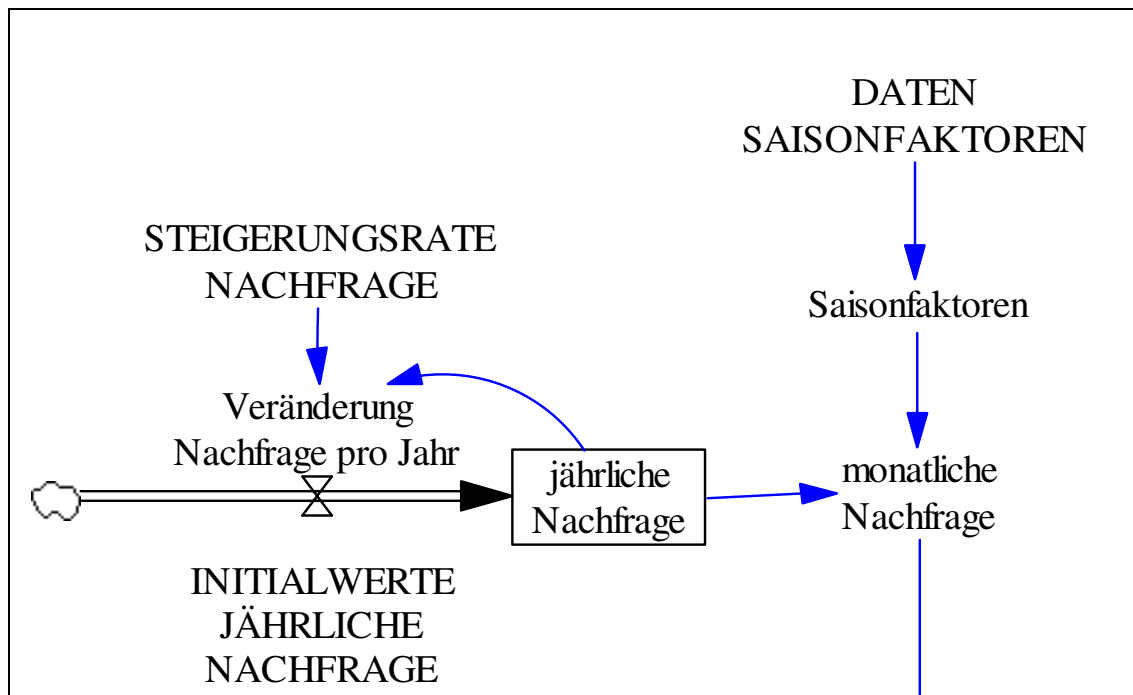 DATEN
SAISONFAKTOREN
STEIGERUNGSRATE
NACHFRAGE
Saisonfaktoren
Veränderung
Nachfrage pro Jahr
jährliche
Nachfrage
monatliche
Nachfrage
INITIALWERTE
JÄHRLICHE
NACHFRAGE